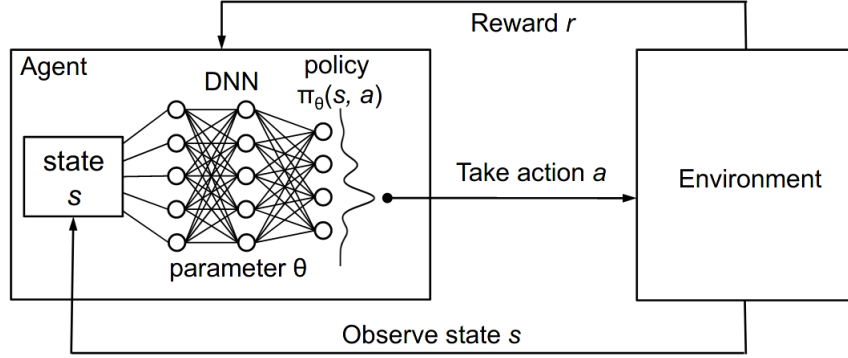 Reward r
Agent
DNN
policy
πθ(s, a)
state
s
Take action a
Environment
parameter θ
Observe state s